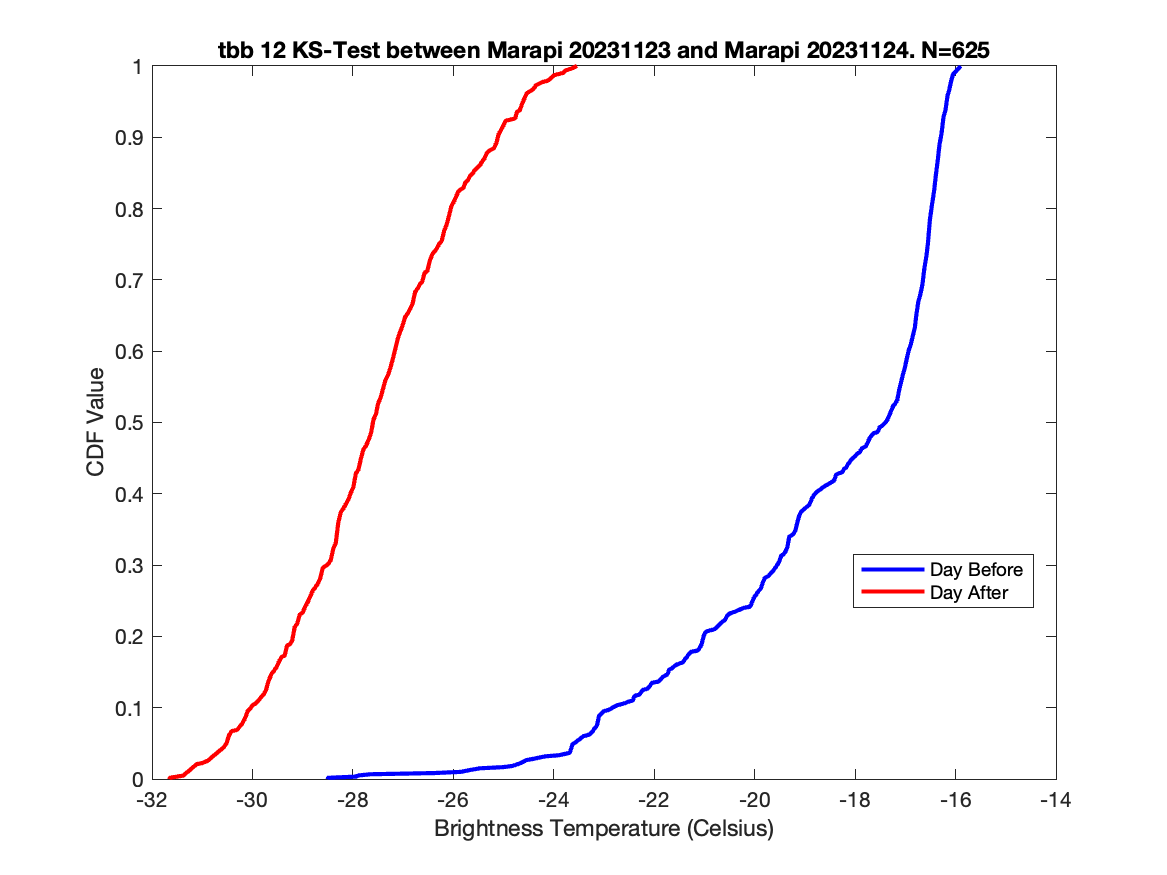 tbb 12 KS-Test between Marapi 20231123 and Marapi 20231124. N=625
1
0.9
0.8
0.7
0.6
0.5
0.4
0.3
0.2
0.1
0
CDF Value
Day Before
Day After
-32 -30 -28 -26 -24 -22 -20 -18 -16 -14
Brightness Temperature (Celsius)